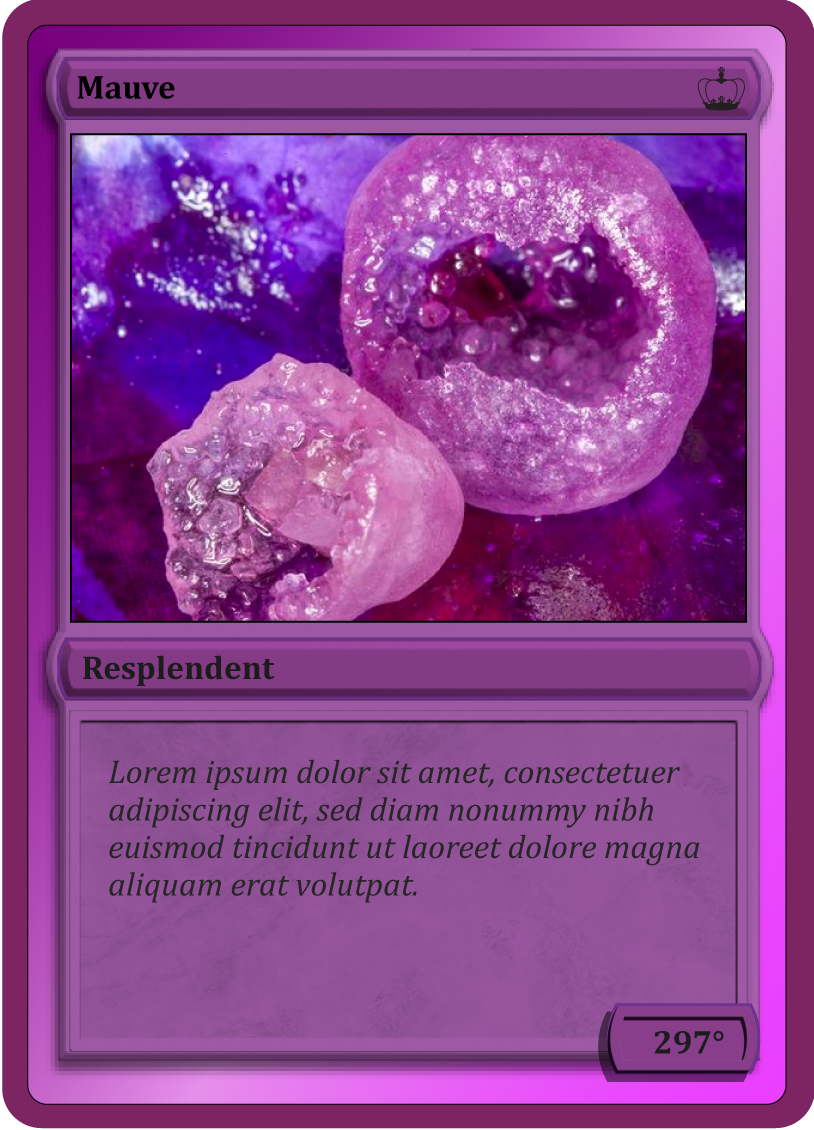 Mauve
Resplendent
Lorem ipsum dolor sit amet, consectetuer
adipiscing elit, sed diam nonummy nibh
euismod tincidunt ut laoreet dolore magna
aliquam erat volutpat.
297°